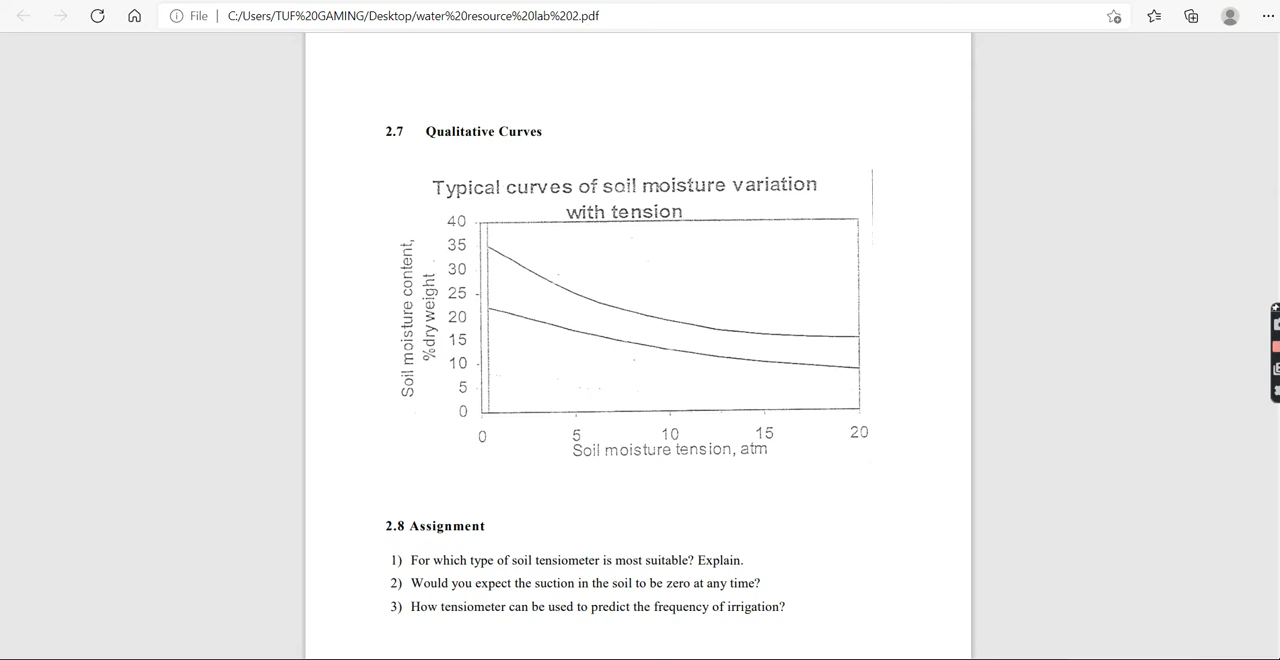 File | C:/Users/TUF%20GAMING/Desktop/water%20resource%20lab%202.pdf
2.7 Qualitative Curves
Typical curves of soil moisture variation
with tension
Soil moisture content,
%dry weight
40
35
30
25
20
15
10
5
0
0 5 10 15 20
Soil moisture tension, atm
2.8 Assignment
1) For which type of soil tensiometer is most suitable? Explain.
2) Would you expect the suction in the soil to be zero at any time?
3) How tensiometer can be used to predict the frequency of irrigation?